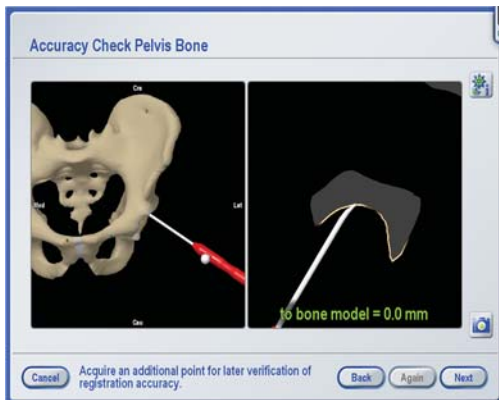 Accuracy Check Pelvis Bone
Cra
Med
Lat
Cau
to bone model = 0.0 mm
Cancel
Acquire an additional point for later verification of
registration accuracy.
Back
Again
Next